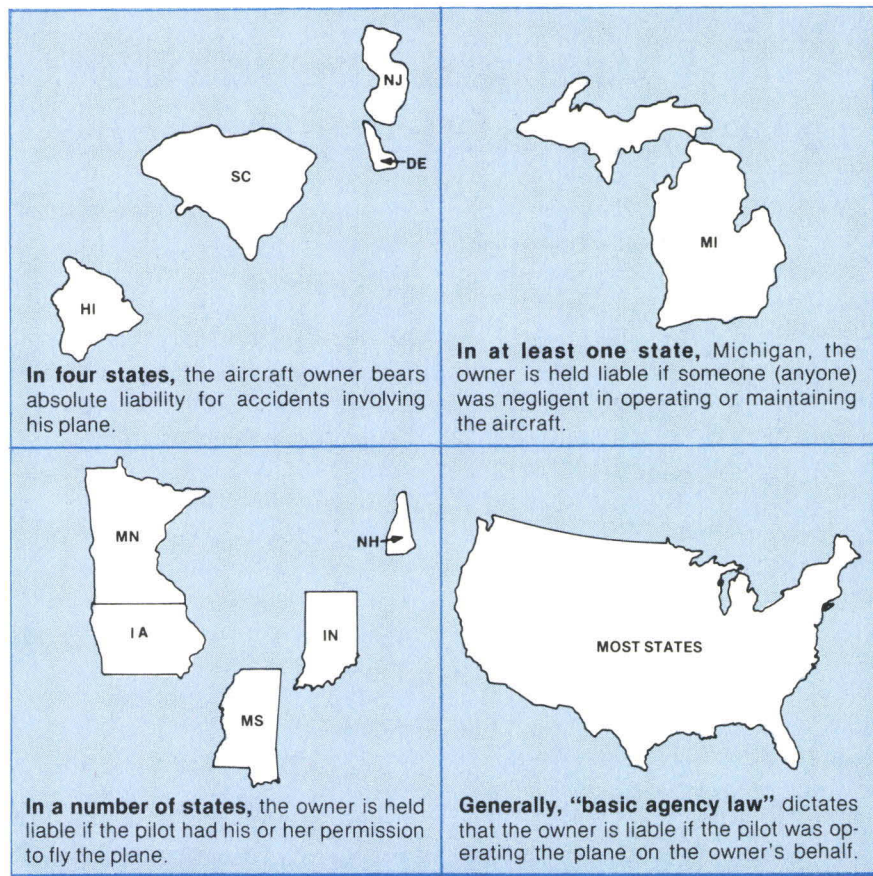 NJ
DE
SC
HI
In four states, the aircraft owner bears
absolute liability for accidents involving
his plane.
MI
In at least one state, Michigan, the
owner is held liable if someone (anyone)
was negligent in operating or maintaining
the aircraft.
MN
NH
IA
IN
MS
In a number of states, the owner is held
liable if the pilot had his or her permission
to fly the plane.
MOST STATES
Generally, “basic agency law” dictates
that the owner is liable if the pilot was op-
erating the plane on the owner's behalf.